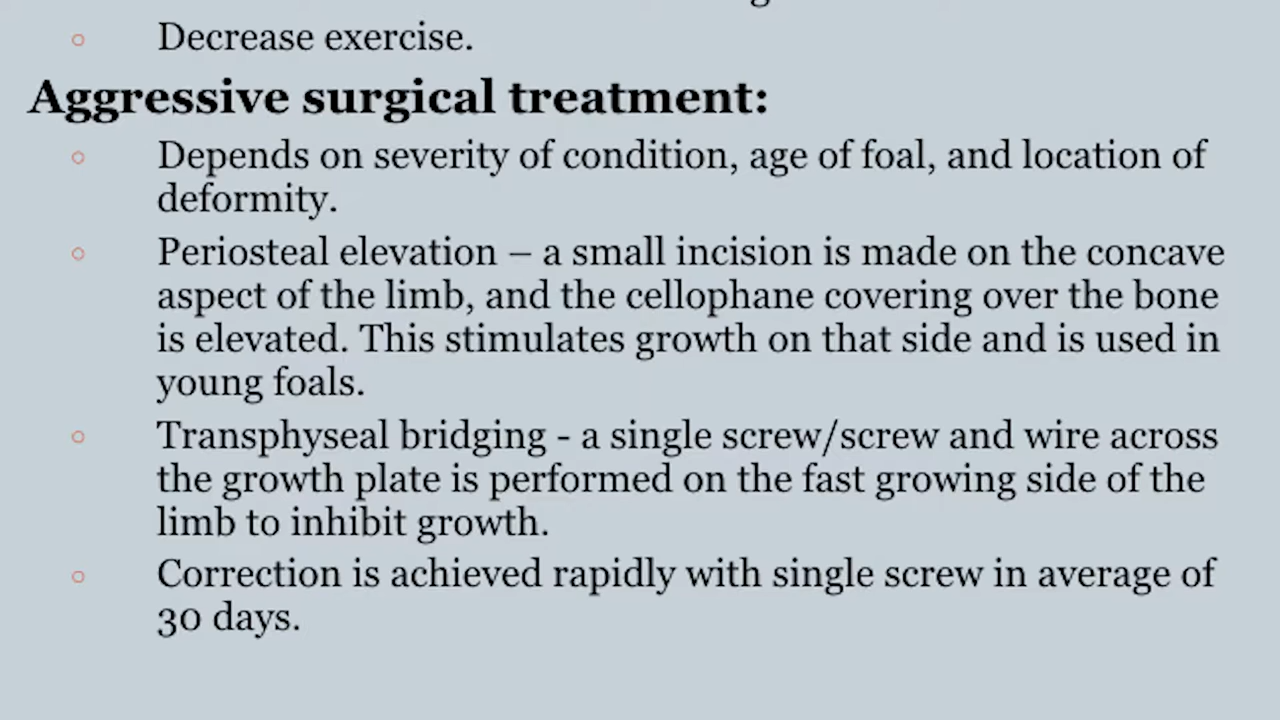 Decrease exercise.
Aggressive surgical treatment:
Depends on severity of condition, age of foal, and location of
deformity.
Periosteal elevation – a small incision is made on the concave
aspect of the limb, and the cellophane covering over the bone
is elevated. This stimulates growth on that side and is used in
young foals.
Transphyseal bridging - a single screw/screw and wire across
the growth plate is performed on the fast growing side of the
limb to inhibit growth.
Correction is achieved rapidly with single screw in average of
30 days.